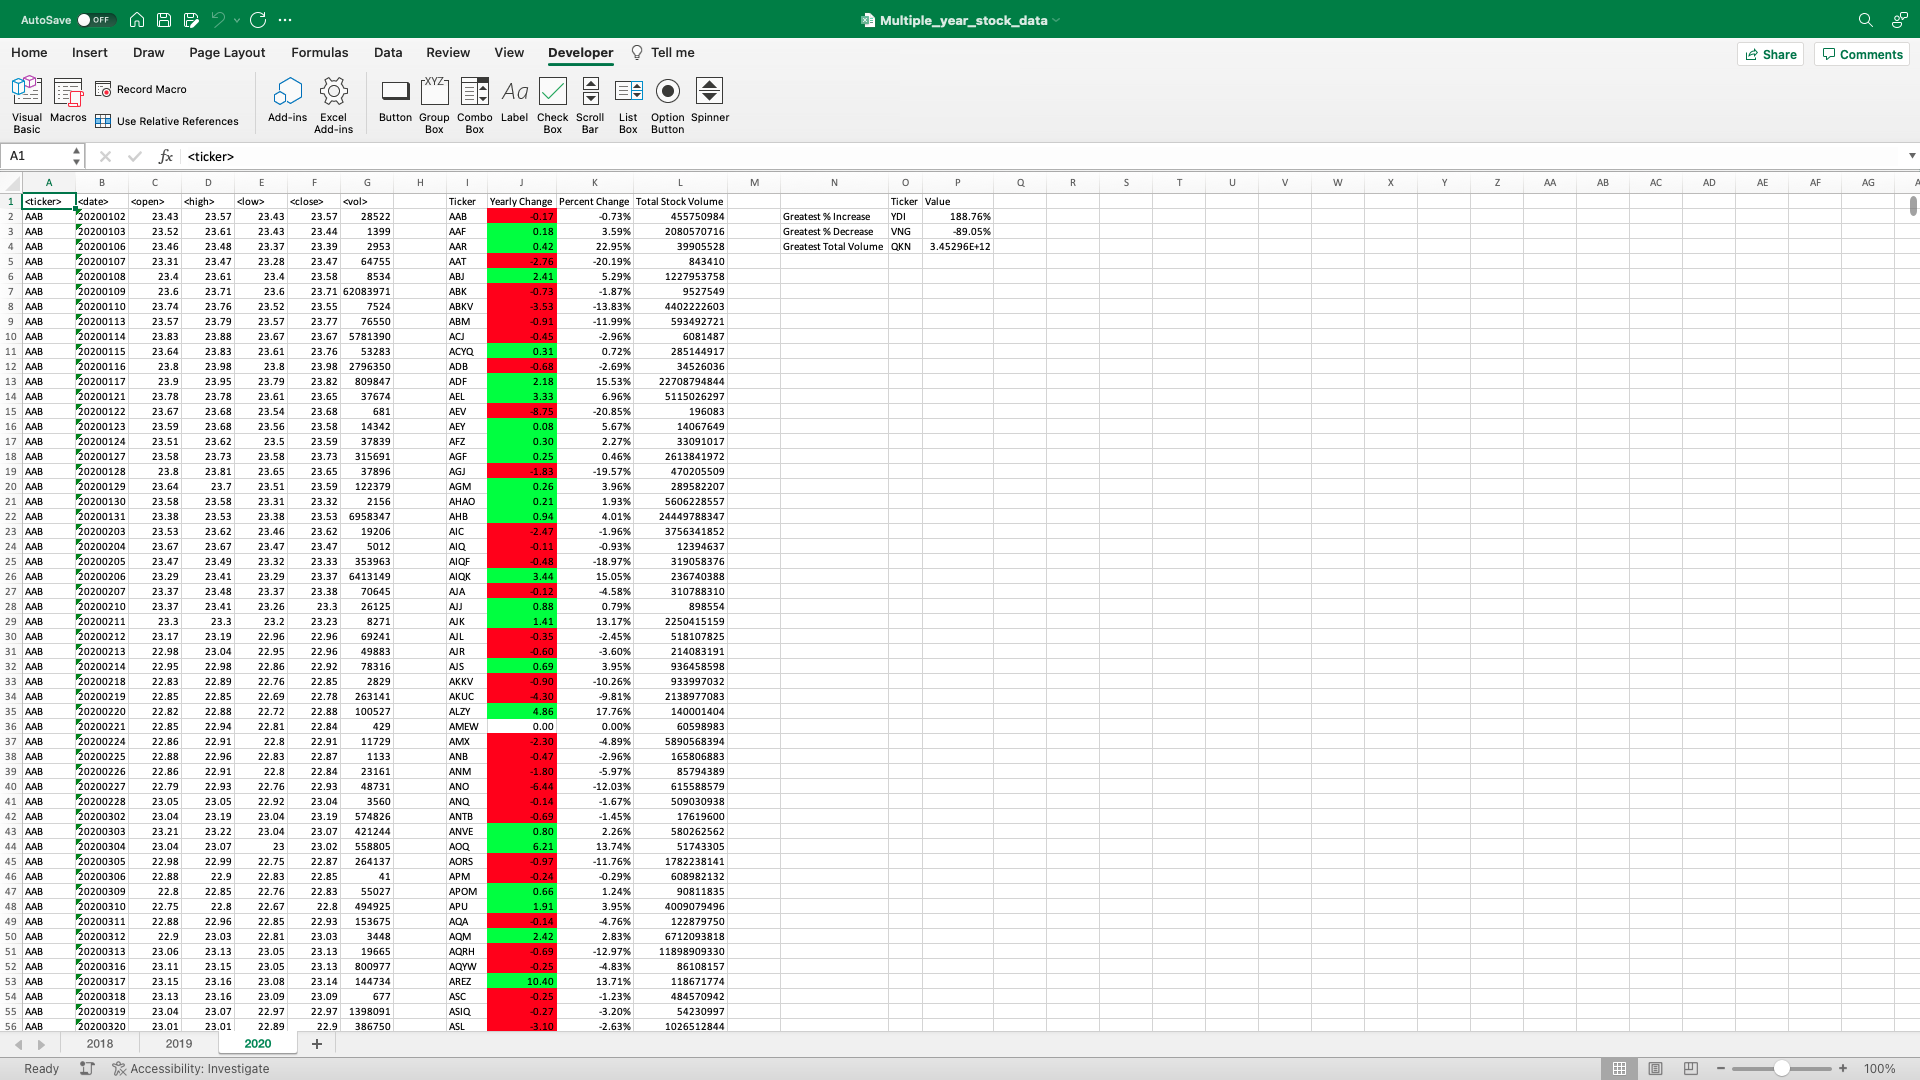 AutoSave OFF ... Multiple_year_stock_data
Home Insert Draw Page Layout Formulas Data Review View Developer Tell me Share Comments
Visual Basic Macros Record Macro Use Relative References Add-ins Excel Add-ins Button Group Box Combo Box Label Check Box Scroll Bar List Box Option Button Spinner
XYZ Aa
A1 fx <ticker>
A B C D E F G H I J K L M N O P Q R S T U V W X Y Z AA AB AC AD AE AF AG A
1 <ticker> <date> <open> <high> <low> <close> <vol> Ticker Yearly Change Percent Change Total Stock Volume Ticker Value
2 AAB 20200102 23.43 23.57 23.43 23.57 28522 AAB -0.17 -0.73% 455750984 Greatest % Increase YDI 188.76%
3 AAB 20200103 23.52 23.61 23.43 23.44 1399 AAF 0.18 3.59% 2080570716 Greatest % Decrease VNG -89.05%
4 AAB 20200106 23.46 23.48 23.37 23.39 2953 AAR 0.42 22.95% 39905528 Greatest Total Volume QKN 3.45296E+12
5 AAB 20200107 23.31 23.47 23.28 23.47 64755 AAT -2.76 -20.19% 843410
6 AAB 20200108 23.4 23.61 23.4 23.58 8534 ABJ 2.41 5.29% 1227953758
7 AAB 20200109 23.6 23.71 23.6 23.71 62083971 ABK -0.73 -1.87% 9527549
8 AAB 20200110 23.74 23.76 23.52 23.55 7524 ABKV -3.53 -13.83% 4402222603
9 AAB 20200113 23.57 23.79 23.57 23.77 76550 ABM -0.91 -11.99% 593492721
10 AAB 20200114 23.83 23.88 23.67 23.67 5781390 ACJ -0.45 -2.96% 6081487
11 AAB 20200115 23.64 23.83 23.61 23.76 53283 ACYQ 0.31 0.72% 285144917
12 AAB 20200116 23.8 23.98 23.8 23.98 2796350 ADB -0.68 -2.69% 34526036
13 AAB 20200117 23.9 23.95 23.79 23.82 809847 ADF 2.18 15.53% 22708794844
14 AAB 20200121 23.78 23.78 23.61 23.65 37674 AEL 3.33 6.96% 5115026297
15 AAB 20200122 23.67 23.68 23.54 23.68 681 AEV -8.75 -20.85% 196083
16 AAB 20200123 23.59 23.68 23.56 23.58 14342 AEY 0.08 5.67% 14067649
17 AAB 20200124 23.51 23.62 23.5 23.59 37839 AFZ 0.30 2.27% 33091017
18 AAB 20200127 23.58 23.73 23.58 23.73 315691 AGF 0.25 0.46% 2613841972
19 AAB 20200128 23.8 23.81 23.65 23.65 37896 AGJ -1.83 -19.57% 470205509
20 AAB 20200129 23.64 23.7 23.51 23.59 122379 AGM 0.26 3.96% 289582207
21 AAB 20200130 23.58 23.58 23.31 23.32 2156 AHAO 0.21 1.93% 5606228557
22 AAB 20200131 23.38 23.53 23.38 23.53 6958347 AHB 0.94 4.01% 24449788347
23 AAB 20200203 23.53 23.62 23.46 23.62 19206 AIC -2.47 -1.96% 3756341852
24 AAB 20200204 23.67 23.67 23.47 23.47 5012 AIQ -0.11 -0.93% 12394637
25 AAB 20200205 23.47 23.49 23.32 23.33 353963 AIQF -0.48 -18.97% 319058376
26 AAB 20200206 23.29 23.41 23.29 23.37 6413149 AIQK 3.44 15.05% 236740388
27 AAB 20200207 23.37 23.48 23.37 23.38 70645 AJA -0.12 -4.58% 310788310
28 AAB 20200210 23.37 23.41 23.26 23.3 26125 AJJ 0.88 0.79% 898554
29 AAB 20200211 23.3 23.3 23.2 23.23 8271 AJK 1.41 13.17% 2250415159
30 AAB 20200212 23.17 23.19 22.96 22.96 69241 AJL -0.35 -2.45% 518107825
31 AAB 20200213 22.98 23.04 22.95 22.96 49883 AJR -0.60 -3.60% 214083191
32 AAB 20200214 22.95 22.98 22.86 22.92 78316 AJS 0.69 3.95% 936458598
33 AAB 20200218 22.83 22.89 22.76 22.85 2829 AKKV -0.90 -10.26% 933997032
34 AAB 20200219 22.85 22.85 22.69 22.78 263141 AKUC -4.30 -9.81% 2138977083
35 AAB 20200220 22.82 22.88 22.72 22.88 100527 ALZY 4.86 17.76% 140001404
36 AAB 20200221 22.85 22.94 22.81 22.84 429 AMEW 0.00 0.00% 60598983
37 AAB 20200224 22.86 22.91 22.8 22.91 11729 AMX -2.30 -4.89% 5890568394
38 AAB 20200225 22.88 22.96 22.83 22.87 1133 ANB -0.47 -2.96% 165806883
39 AAB 20200226 22.86 22.91 22.8 22.84 23161 ANM -1.80 -5.97% 85794389
40 AAB 20200227 22.79 22.93 22.76 22.93 48731 ANO -6.44 -12.03% 615588579
41 AAB 20200228 23.05 23.05 22.92 23.04 3560 ANQ -0.14 -1.67% 509030938
42 AAB 20200302 23.04 23.19 23.04 23.19 574826 ANTB -0.69 -1.45% 17619600
43 AAB 20200303 23.21 23.22 23.04 23.07 421244 ANVE 0.80 2.26% 580262562
44 AAB 20200304 23.04 23.07 23 23.02 558805 AOQ 6.21 13.74% 51743305
45 AAB 20200305 22.98 22.99 22.75 22.87 264137 AORS -0.97 -11.76% 1782238141
46 AAB 20200306 22.88 22.9 22.83 22.85 41 APM -0.24 -0.29% 608982132
47 AAB 20200309 22.8 22.85 22.76 22.83 55027 APOM 0.66 1.24% 90811835
48 AAB 20200310 22.75 22.8 22.67 22.8 494925 APU 1.91 3.95% 4009079496
49 AAB 20200311 22.88 22.96 22.85 22.93 153675 AQA -0.14 -4.76% 122879750
50 AAB 20200312 22.9 23.03 22.81 23.03 3448 AQM 2.42 2.83% 6712093818
51 AAB 20200313 23.06 23.13 23.05 23.13 19665 AQRH -0.69 -12.97% 11898909330
52 AAB 20200316 23.11 23.15 23.05 23.13 800977 AQYW -0.25 -4.83% 86108157
53 AAB 20200317 23.15 23.16 23.08 23.14 144734 AREZ 10.40 13.71% 118671774
54 AAB 20200318 23.13 23.16 23.09 23.09 677 ASC -0.25 -1.23% 484570942
55 AAB 20200319 23.04 23.07 22.97 22.97 1398091 ASIQ -0.27 -3.20% 54230997
56 AAB 20200320 23.01 23.01 22.89 22.9 386750 ASL -3.10 -2.63% 1026512844
2018 2019 2020 +
Ready Accessibility: Investigate 100%